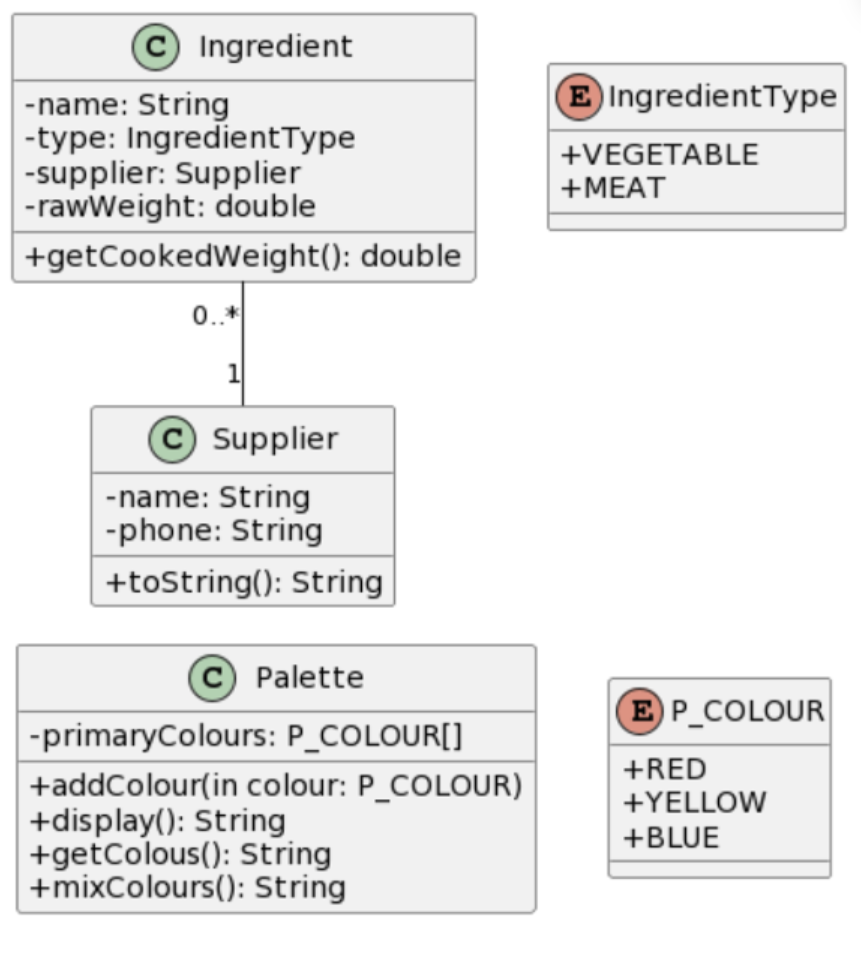 C Ingredient
-name: String
-type: IngredientType
-supplier: Supplier
-rawWeight: double
+getCookedWeight(): double
E IngredientType
+VEGETABLE
+MEAT
0..*
1
C Supplier
-name: String
-phone: String
+toString(): String
C Palette
-primaryColours: P_COLOUR[]
+addColour(in colour: P_COLOUR)
+display(): String
+getColous(): String
+mixColours(): String
E P_COLOUR
+RED
+YELLOW
+BLUE